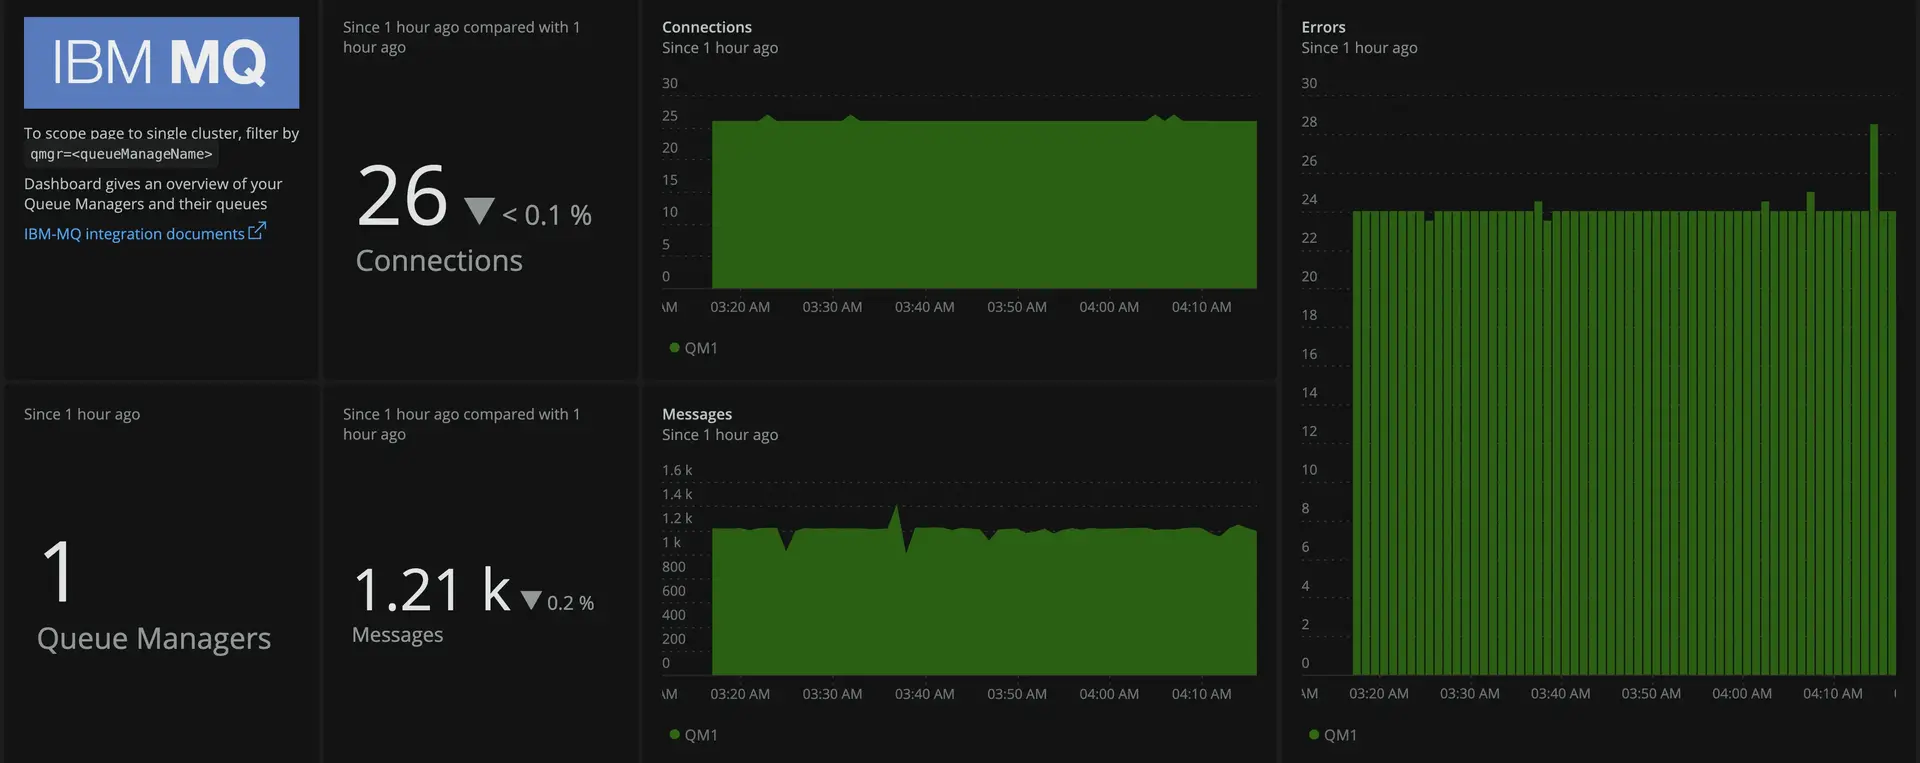 IBM MQ
To scope page to single cluster, filter by
qmgr=<queueManageName>
Dashboard gives an overview of your
Queue Managers and their queues
IBM-MQ integration documents
Since 1 hour ago compared with 1
hour ago
26 ▼ < 0.1 %
Connections
Connections
Since 1 hour ago
30
25
20
15
10
5
0
AM 03:20 AM 03:30 AM 03:40 AM 03:50 AM 04:00 AM 04:10 AM
QM1
Errors
Since 1 hour ago
30
28
26
24
22
20
18
16
14
12
10
8
6
4
2
0
AM 03:20 AM 03:30 AM 03:40 AM 03:50 AM 04:00 AM 04:10 AM
QM1
Since 1 hour ago
1
Queue Managers
Since 1 hour ago compared with 1
hour ago
1.21 k ▼ 0.2 %
Messages
Messages
Since 1 hour ago
1.6 k
1.4 k
1.2 k
1 k
800
600
400
200
0
AM 03:20 AM 03:30 AM 03:40 AM 03:50 AM 04:00 AM 04:10 AM
QM1